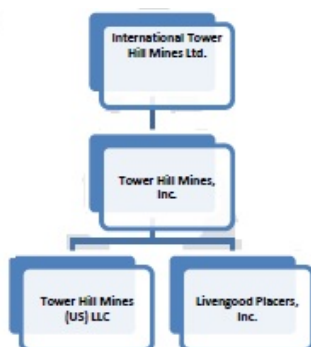 International Tower
Hill Mines Ltd.
Tower Hill Mines,
Inc.
Tower Hill Mines
(US) LLC
Livengood Placers,
Inc.